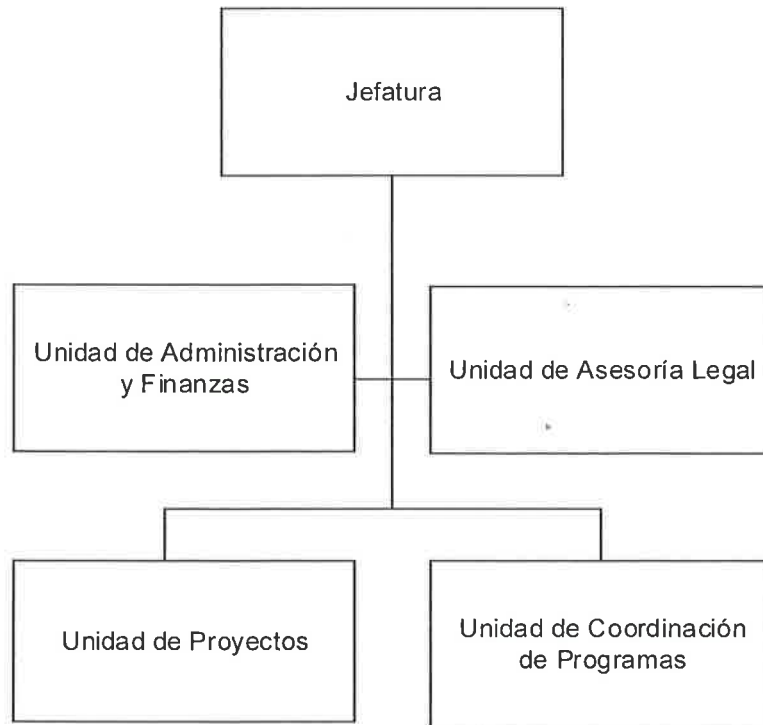 Jefatura
Unidad de Administración
y Finanzas
Unidad de Asesoría Legal
Unidad de Proyectos
Unidad de Coordinación
de Programas